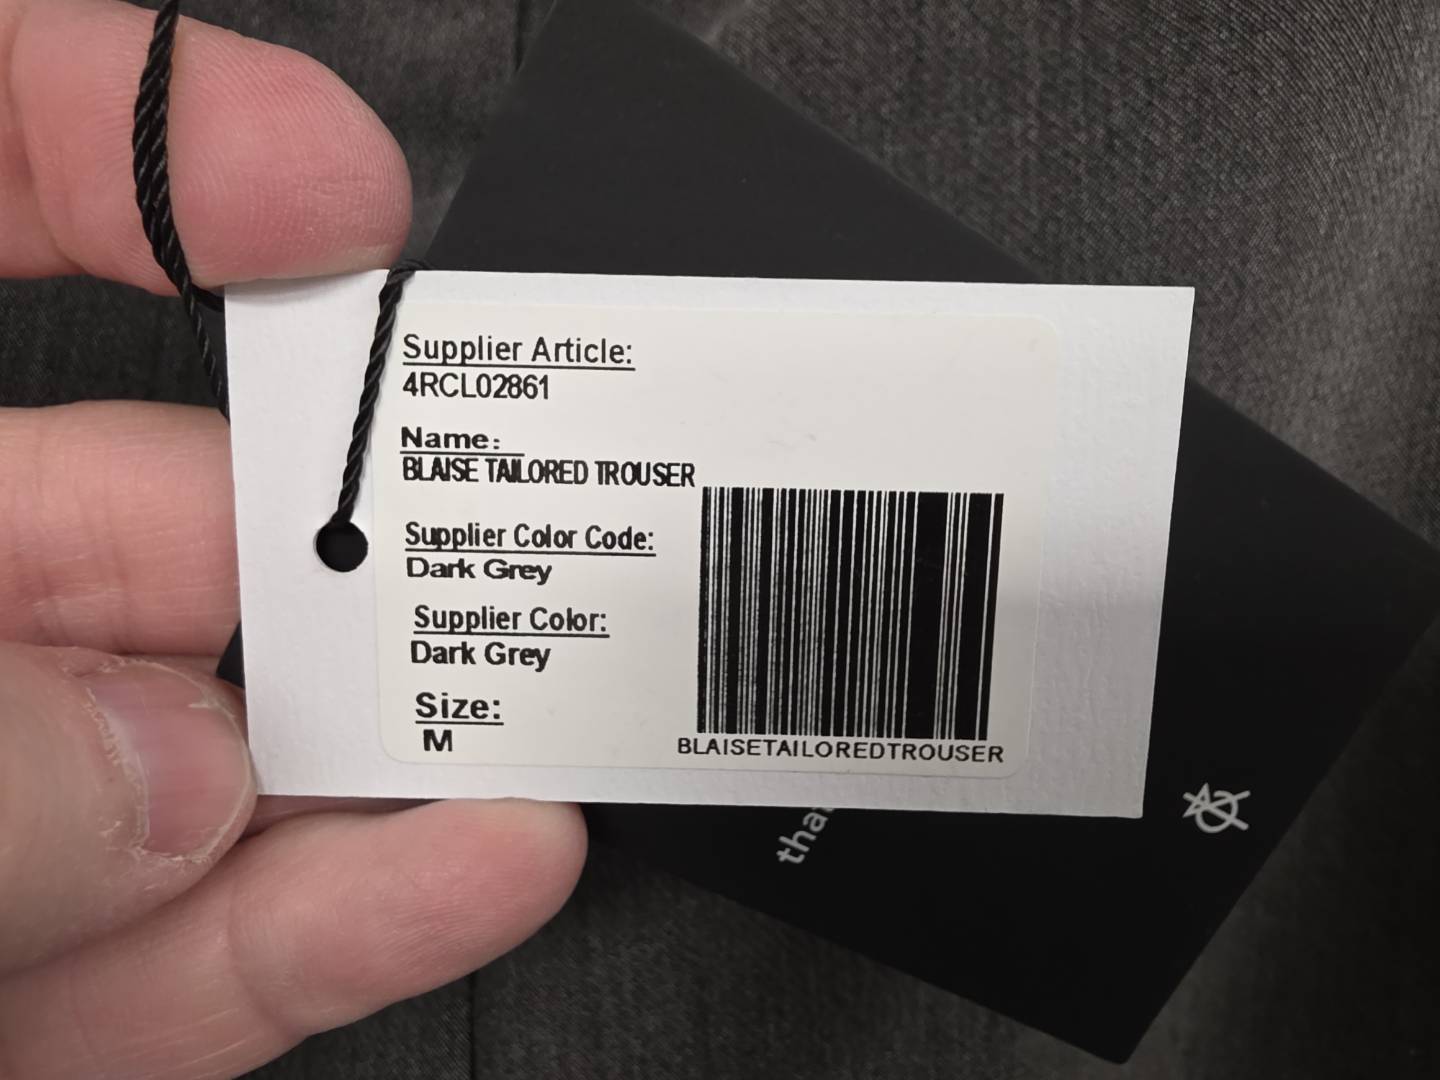 Supplier Article:
4RCL02861
Name:
BLAISE TAILORED TROUSER
Supplier Color Code:
Dark Grey
Supplier Color:
Dark Grey
Size:
M
BLAISETAILOREDTROUSER